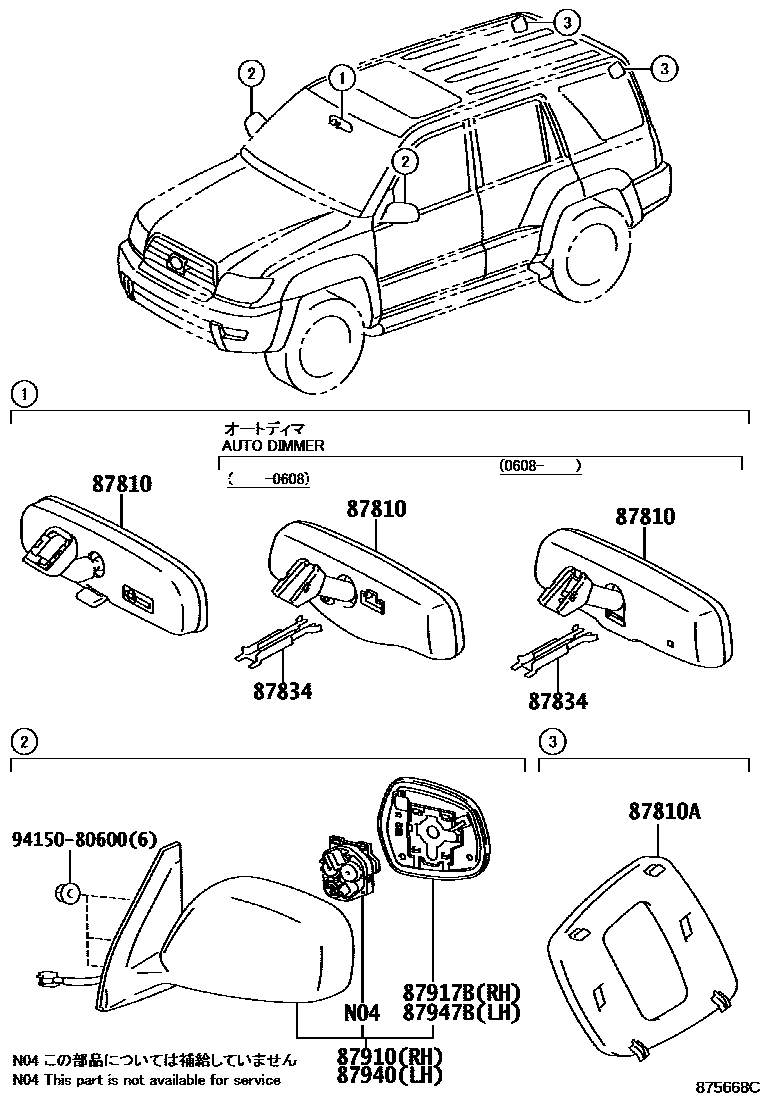 3
3
2
1
2
1
オートディマ
AUTO DIMMER
( -0608)
(0608- )
87810
87810
87810
87834
87834
2
3
94150-80600(6)
87810A
87917B(RH)
N04 87947B(LH)
87910(RH)
87940(LH)
N04 この部品については補給していません
N04 This part is not available for service
875668C